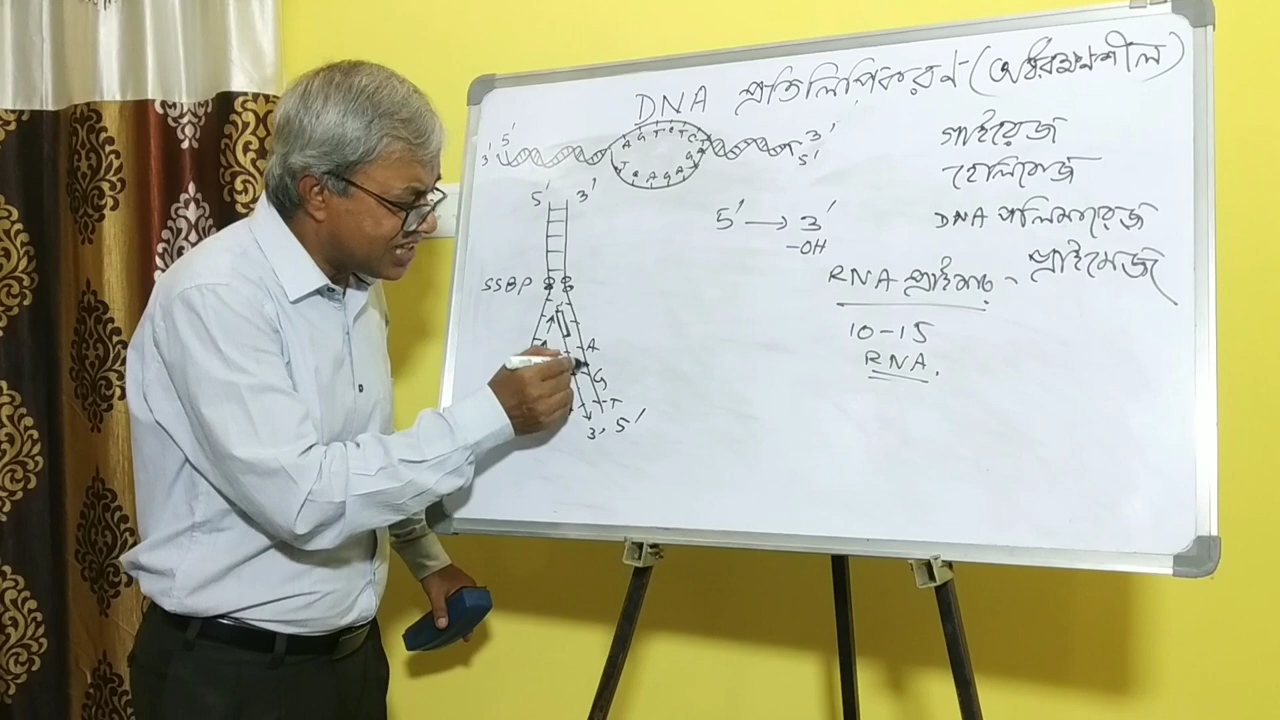 DNA প্রতিলিপিকরণ (অর্ধরক্ষণশীল)
5' 3'
3' 5'
A G T C T C
T C A G A G
গাইরেজ
হেলিকেজ
DNA পলিমারেজ
5' → 3'
-OH
RNA প্রাইমার - প্রাইমেজ
10-15
RNA.
5' 3'
SSBP
A
G
T
3' 5'